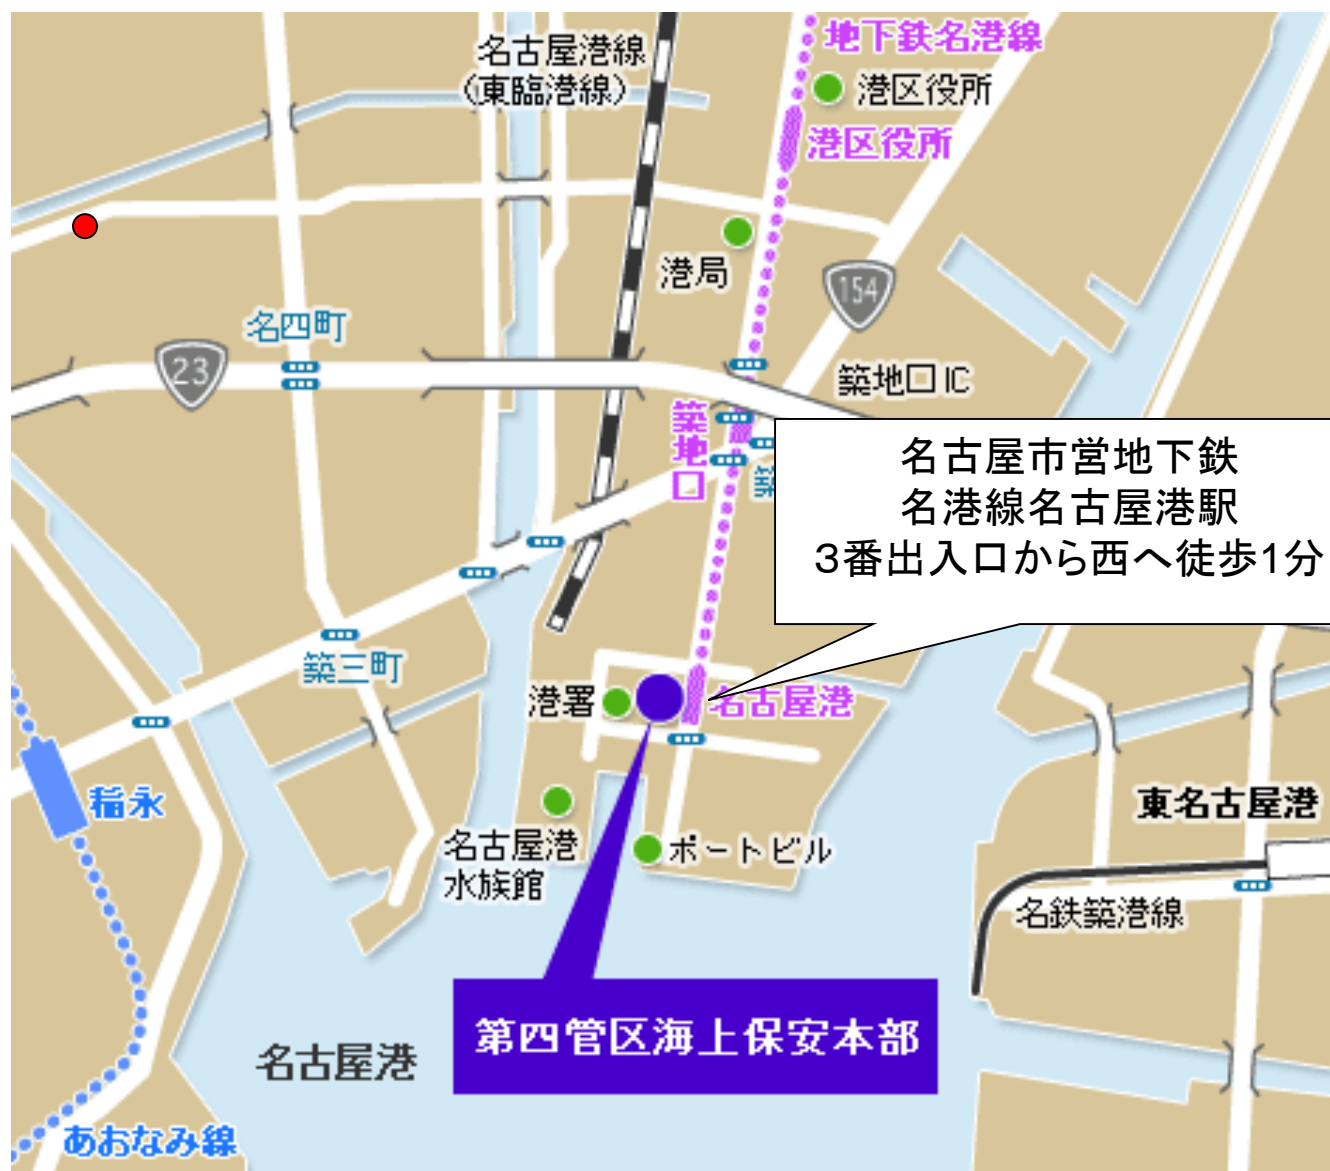 地下鉄名港線
名古屋港線
(東臨港線)
港区役所
港区役所
港局
154
名四町
23
築地口IC
築地口
築
名古屋市営地下鉄
名港線名古屋港駅
3番出入口から西へ徒歩1分
築三町
港署
名古屋港
稲永
東名古屋港
名古屋港
水族館
ポートビル
名鉄築港線
第四管区海上保安本部
名古屋港
あおなみ線